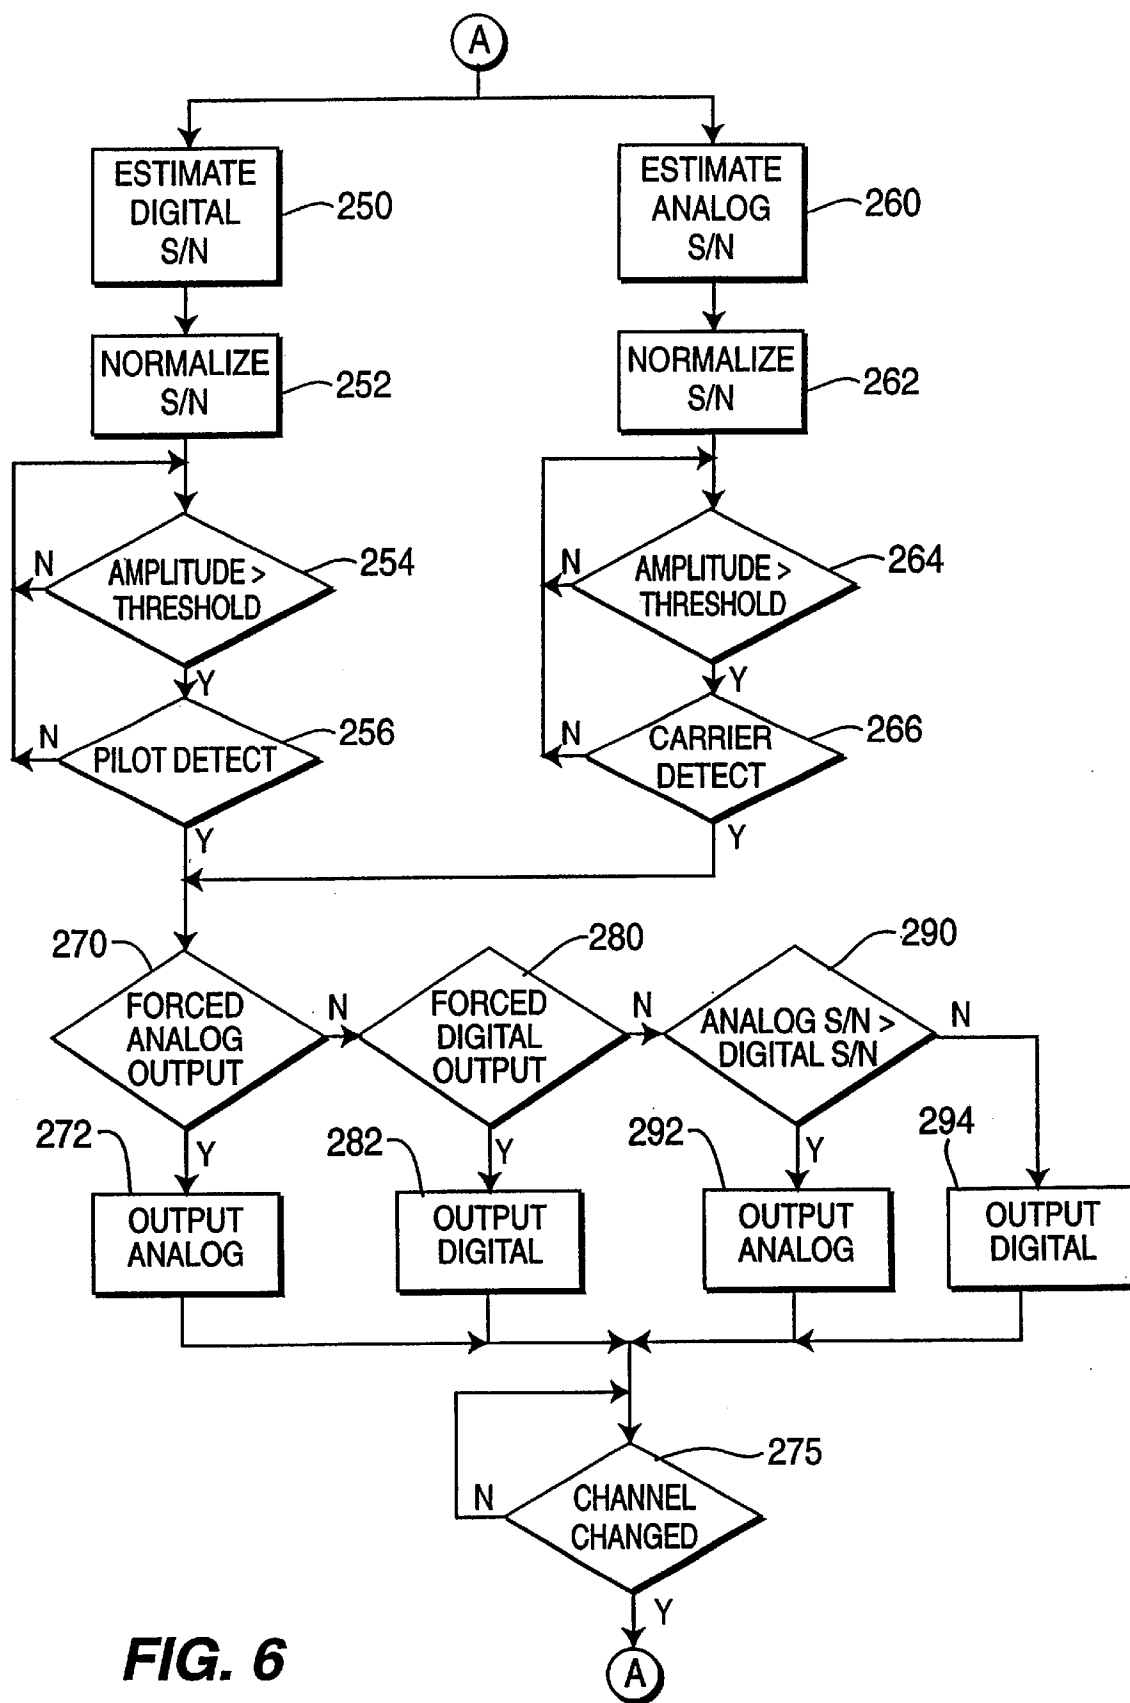 A
ESTIMATE
DIGITAL
S/N
250
ESTIMATE
ANALOG
S/N
260
NORMALIZE
S/N
252
NORMALIZE
S/N
262
N
AMPLITUDE >
THRESHOLD
254
Y
N
AMPLITUDE >
THRESHOLD
264
Y
N
PILOT DETECT
256
Y
N
CARRIER
DETECT
266
Y
270
FORCED
ANALOG
OUTPUT
N
Y
280
FORCED
DIGITAL
OUTPUT
N
Y
290
ANALOG S/N >
DIGITAL S/N
N
Y
272
OUTPUT
ANALOG
282
OUTPUT
DIGITAL
292
OUTPUT
ANALOG
294
OUTPUT
DIGITAL
275
CHANNEL
CHANGED
N
Y
A
FIG. 6